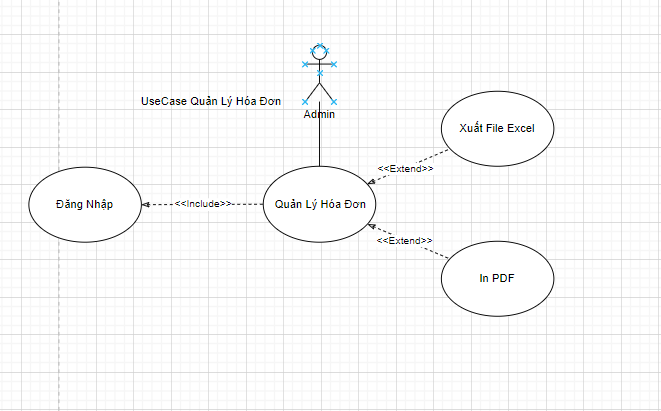 UseCase Quản Lý Hóa Đơn
Admin
Xuất File Excel
<<Extend>>
Đăng Nhập
<<Include>>
Quản Lý Hóa Đơn
<<Extend>>
In PDF